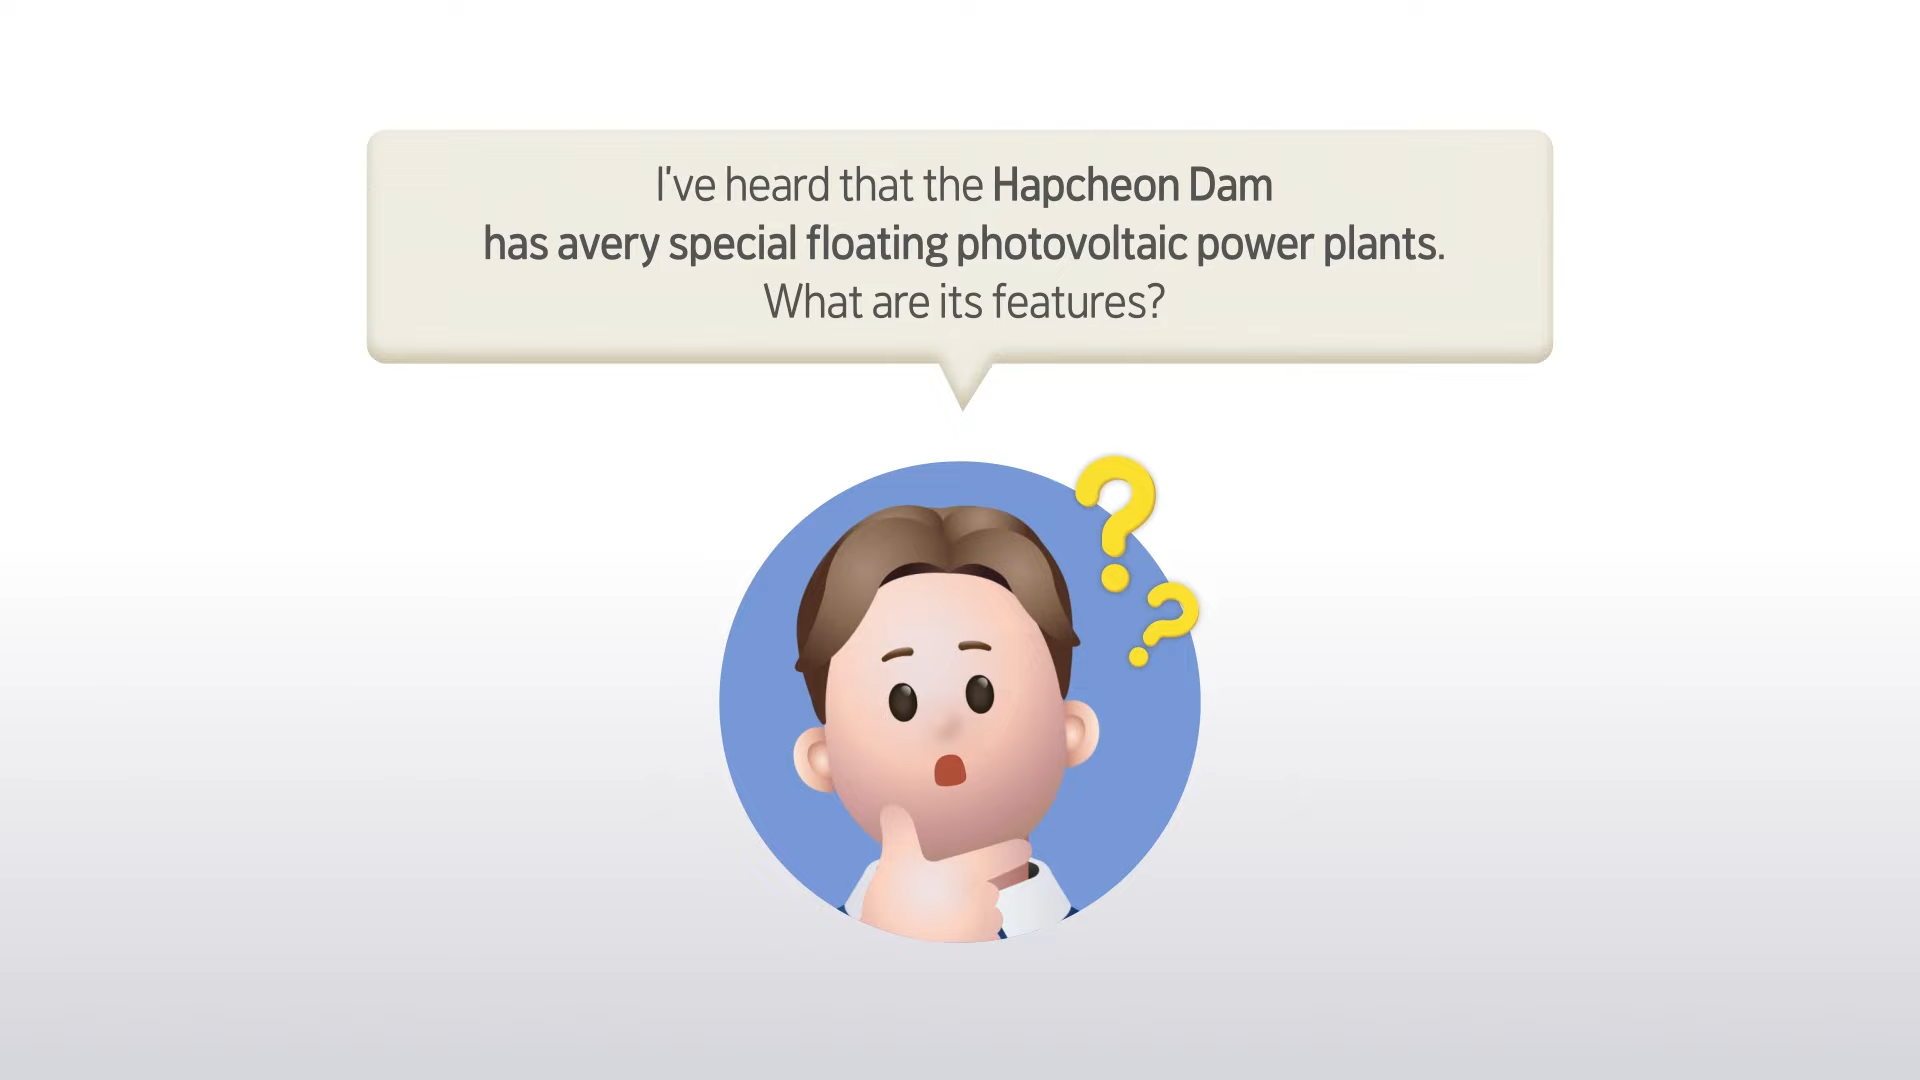 I've heard that the Hapcheon Dam
has avery special floating photovoltaic power plants.
What are its features?
??